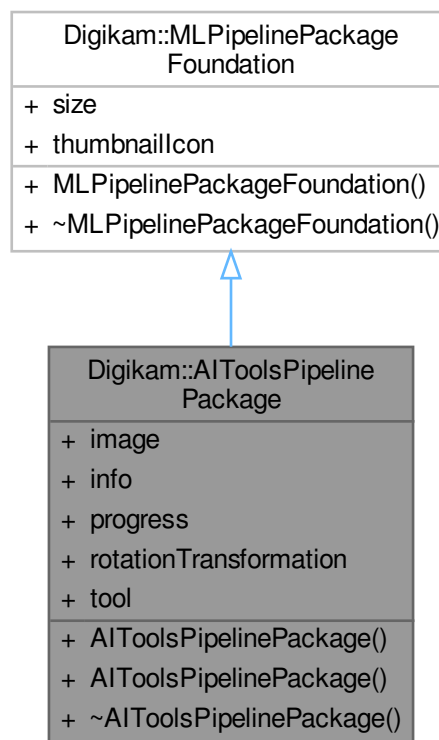 Digikam::MLPipelinePackage
Foundation
+ size
+ thumbnailIcon
+ MLPipelinePackageFoundation()
+ ~MLPipelinePackageFoundation()
Digikam::AIToolsPipeline
Package
+ image
+ info
+ progress
+ rotationTransformation
+ tool
+ AIToolsPipelinePackage()
+ AIToolsPipelinePackage()
+ ~AIToolsPipelinePackage()